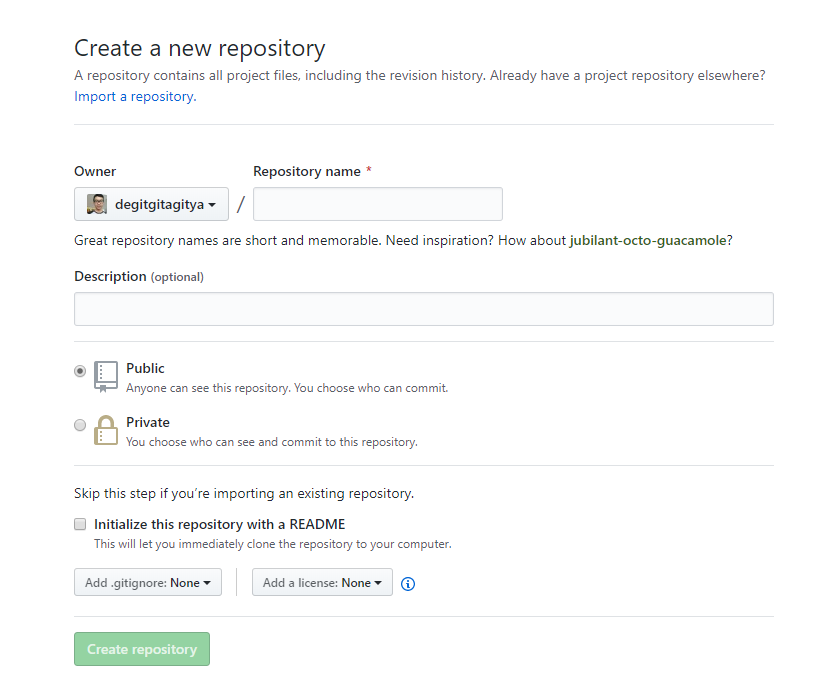 Create a new repository
A repository contains all project files, including the revision history. Already have a project repository elsewhere?
Import a repository.
Owner
Repository name *
degitgitagitya
/
Great repository names are short and memorable. Need inspiration? How about jubilant-octo-guacamole?
Description (optional)
Public
Anyone can see this repository. You choose who can commit.
Private
You choose who can see and commit to this repository.
Skip this step if you’re importing an existing repository.
Initialize this repository with a README
This will let you immediately clone the repository to your computer.
Add .gitignore: None
Add a license: None
Create repository